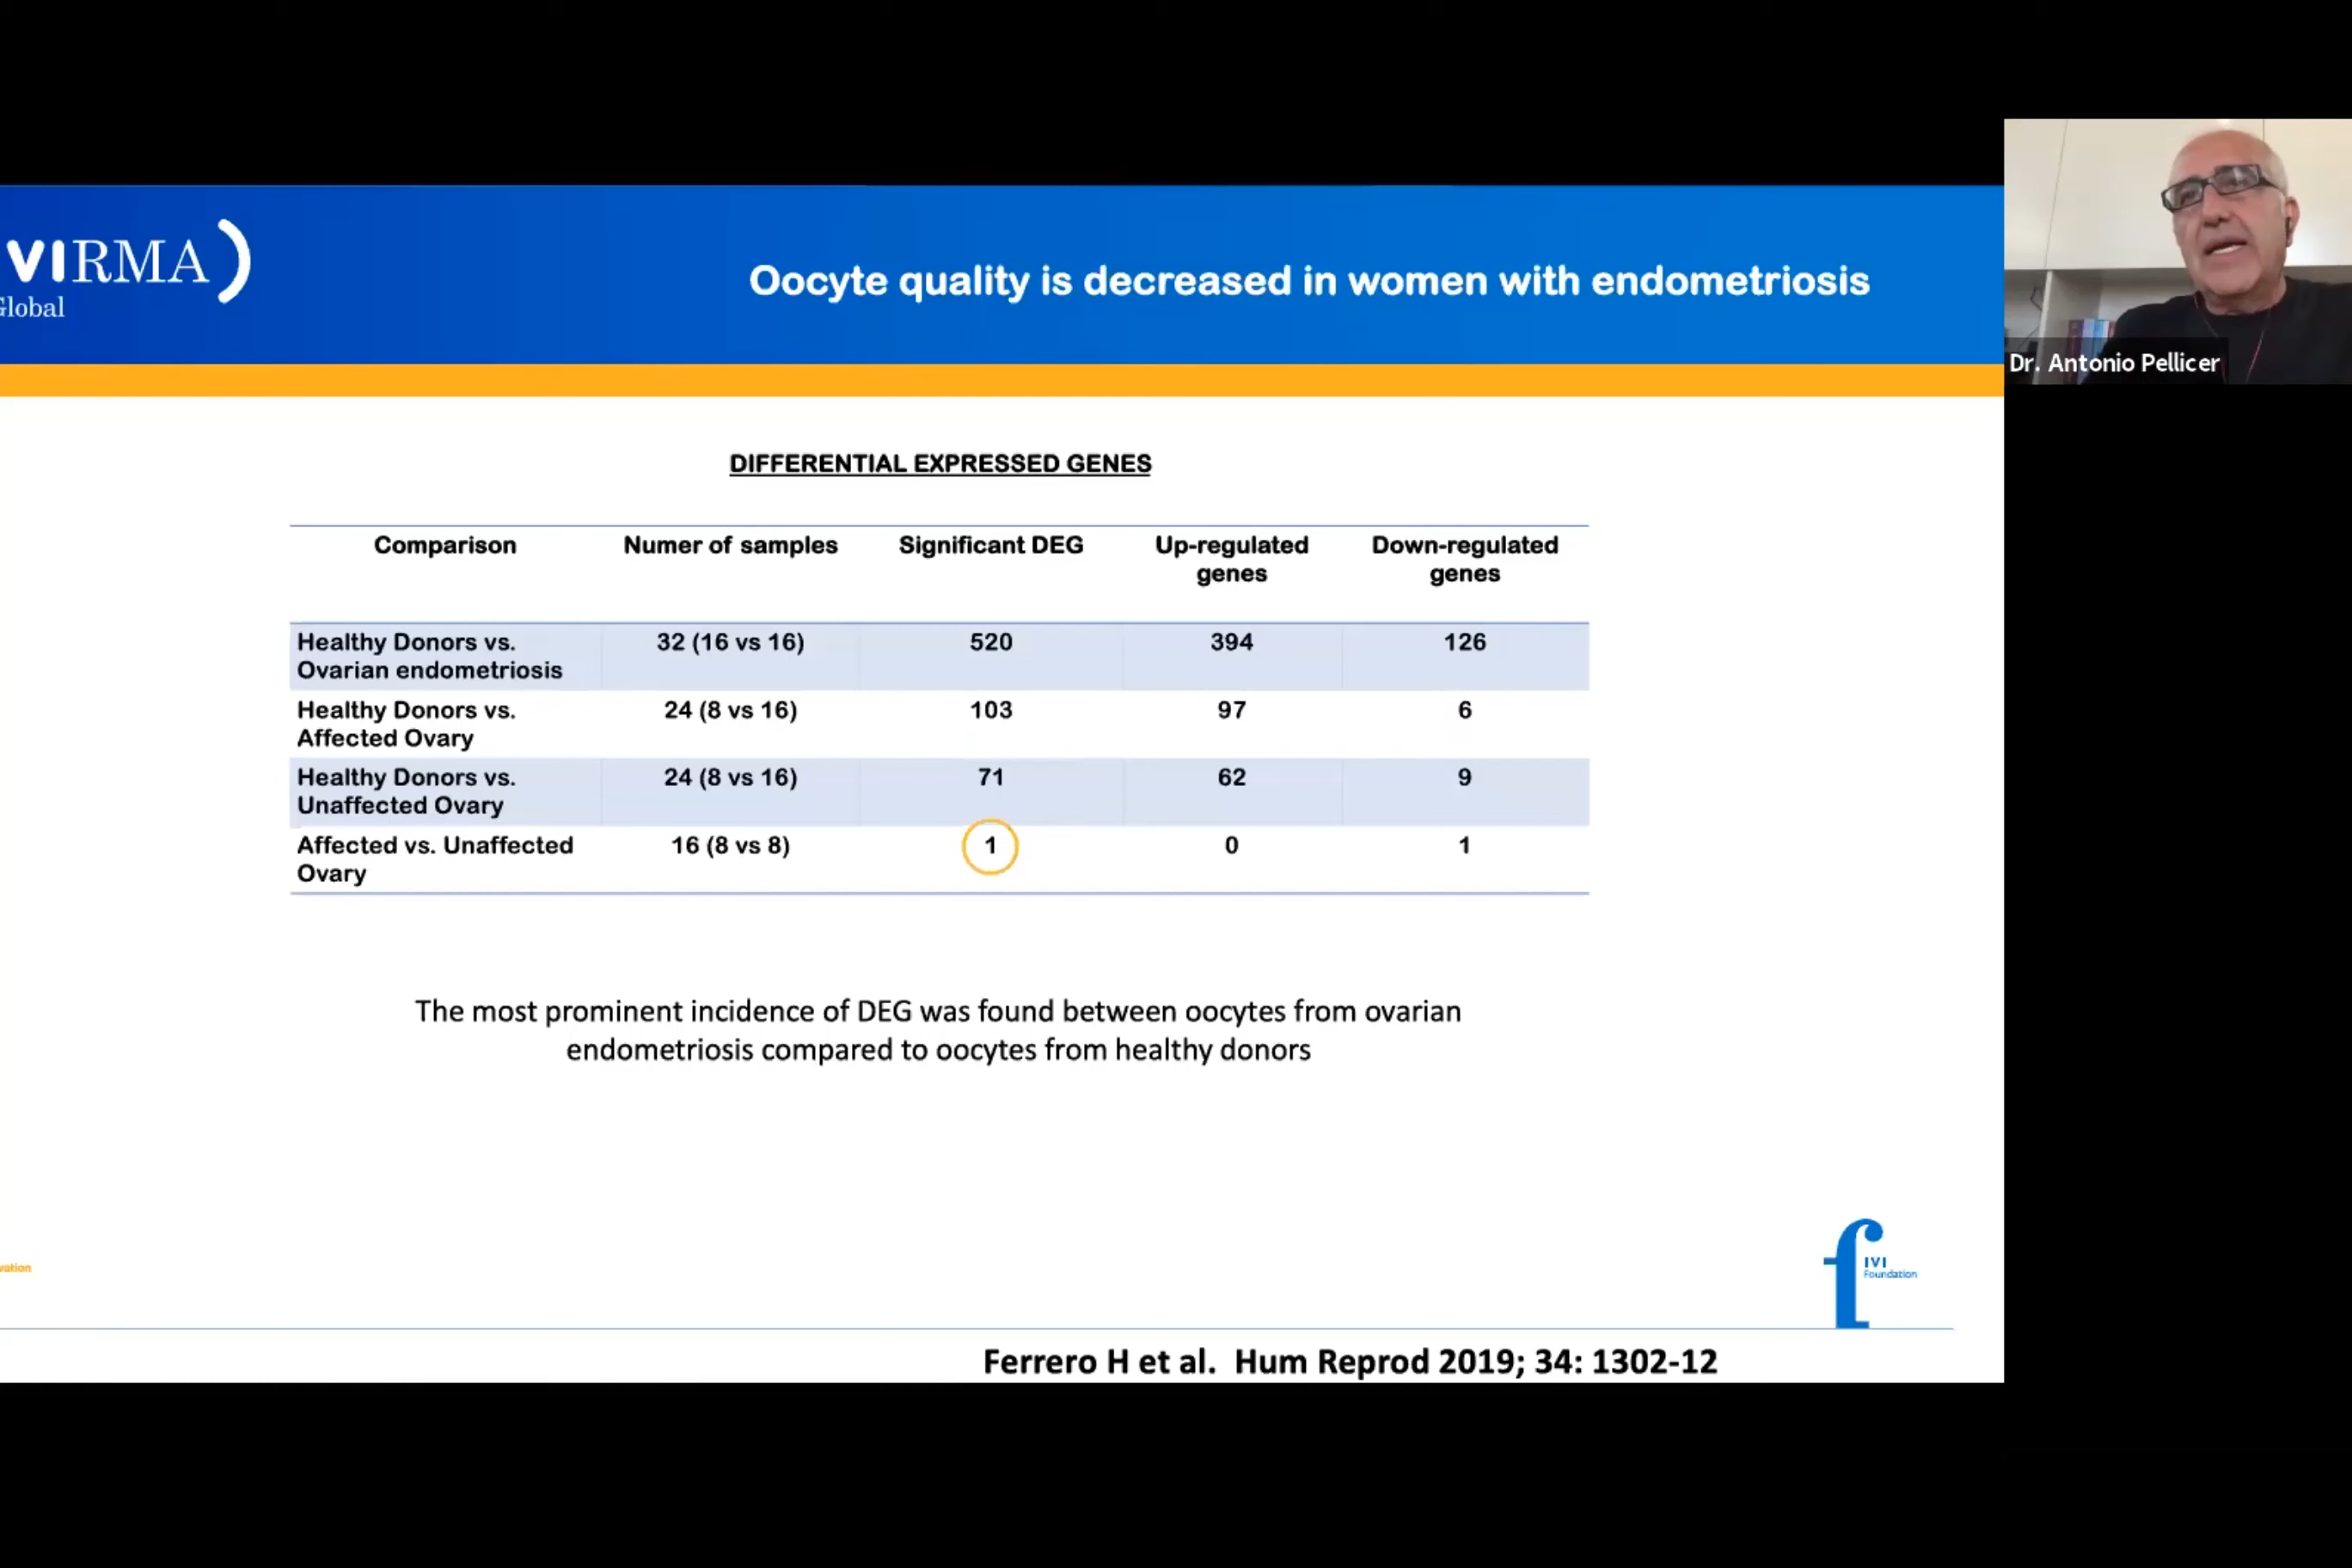 VIRMA
Global
Oocyte quality is decreased in women with endometriosis
Dr. Antonio Pellicer
DIFFERENTIAL EXPRESSED GENES
Comparison Numer of samples Significant DEG Up-regulated genes Down-regulated genes
Healthy Donors vs. Ovarian endometriosis 32 (16 vs 16) 520 394 126
Healthy Donors vs. Affected Ovary 24 (8 vs 16) 103 97 6
Healthy Donors vs. Unaffected Ovary 24 (8 vs 16) 71 62 9
Affected vs. Unaffected Ovary 16 (8 vs 8) 1 0 1
The most prominent incidence of DEG was found between oocytes from ovarian
endometriosis compared to oocytes from healthy donors
vation
IVI
Foundation
Ferrero H et al. Hum Reprod 2019; 34: 1302-12